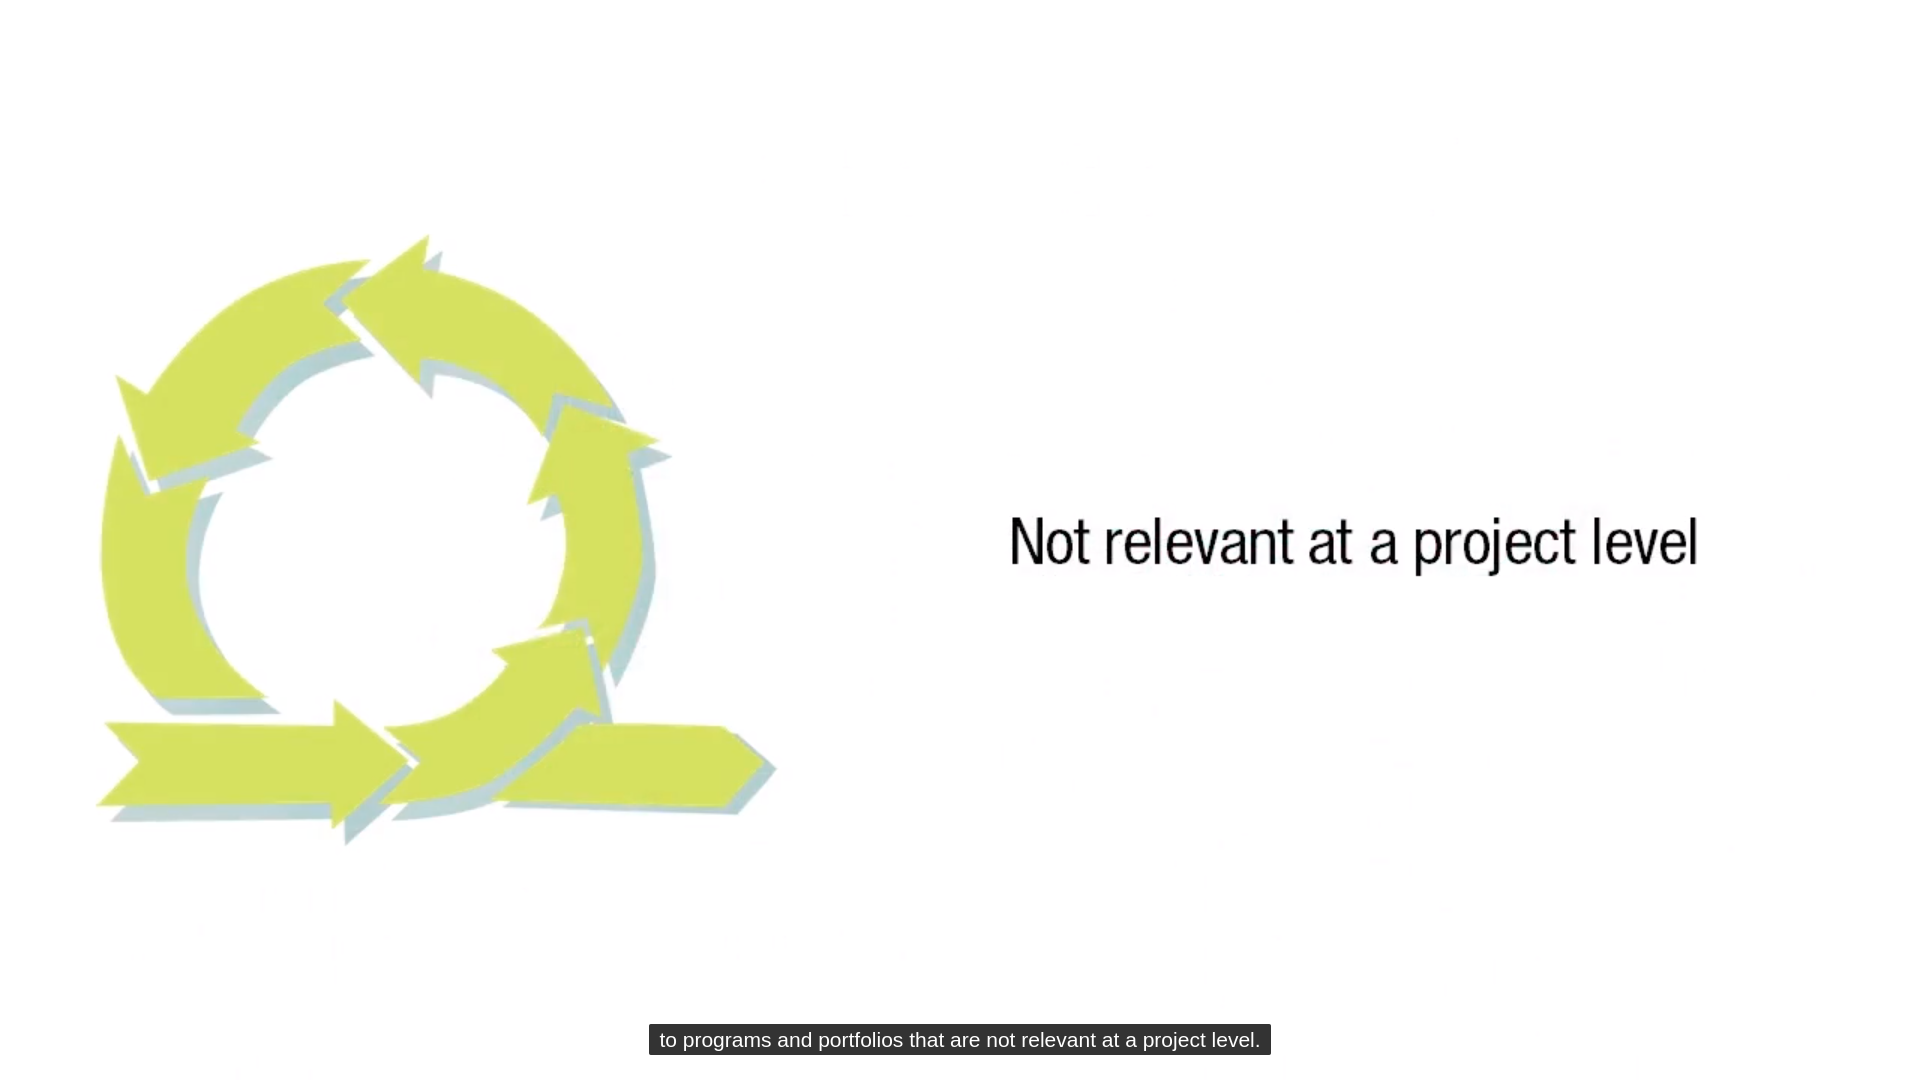 Not relevant at a project level
to programs and portfolios that are not relevant at a project level.